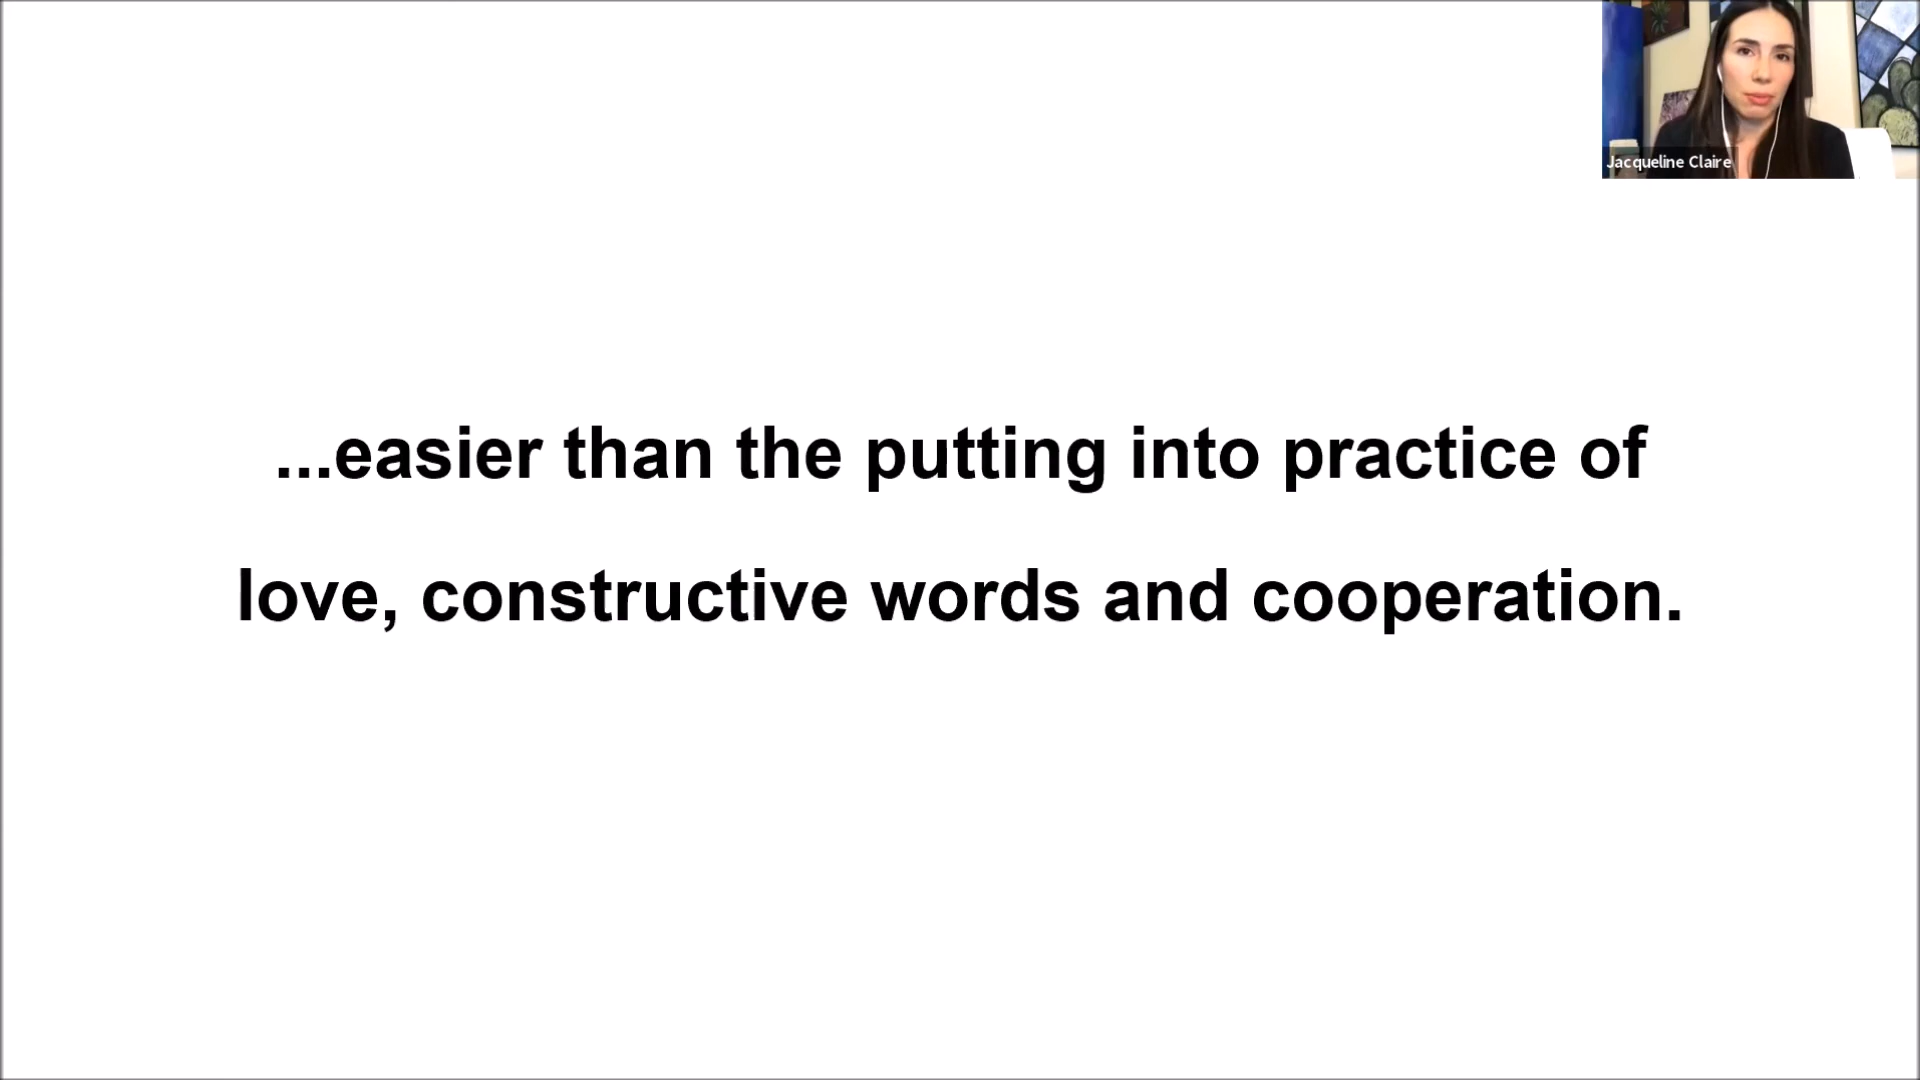 Jacqueline Claire
...easier than the putting into practice of
love, constructive words and cooperation.